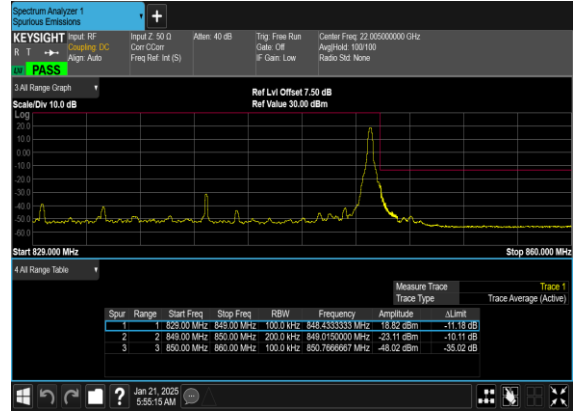 Spectrum Analyzer 1
Spurious Emissions
KEYSIGHT Input: RF Input Z: 50 Ω Atten: 40 dB Trig: Free Run Center Freq: 22.005000000 GHz
R T Coupling: DC Corr CCorr Gate: Off Avg|Hold: 100/100
Align: Auto Freq Ref: Int (S) IF Gain: Low Radio Std: None
PASS
3 All Range Graph
Ref Lvl Offset 7.50 dB
Scale/Div 10.0 dB Ref Value 30.00 dBm
Log
20.0
10.0
0.00
-10.0
-20.0
-30.0
-40.0
-50.0
-60.0
Start 829.000 MHz Stop 860.000 MHz
4 All Range Table
Measure Trace Trace 1
Trace Type Trace Average (Active)
Spur Range Start Freq Stop Freq RBW Frequency Amplitude ΔLimit
1 1 829.00 MHz 849.00 MHz 100.0 kHz 848.4333333 MHz 18.82 dBm -11.18 dB
2 2 849.00 MHz 850.00 MHz 200.0 kHz 849.0150000 MHz -23.11 dBm -10.11 dB
3 3 850.00 MHz 860.00 MHz 100.0 kHz 850.7666667 MHz -48.02 dBm -35.02 dB
? Jan 21, 2025
5:55:15 AM